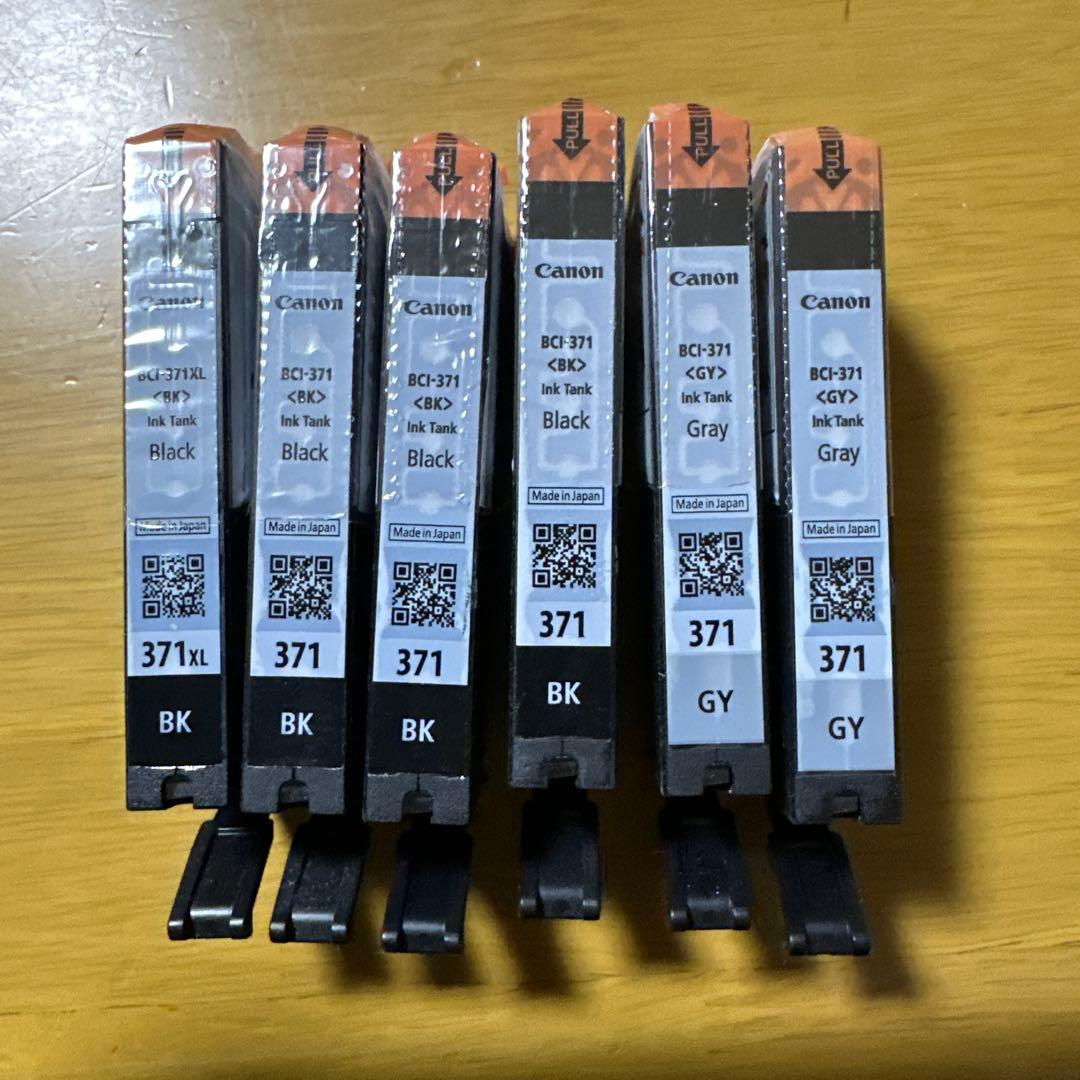 Canon
BCI-371XL
<BK>
Ink Tank
Black
Made in Japan
371XL
BK
PULL
Canon
BCI-371
<BK>
Ink Tank
Black
Made in Japan
371
BK
PULL
Canon
BCI-371
<BK>
Ink Tank
Black
Made in Japan
371
BK
PULL
Canon
BCI-371
<BK>
Ink Tank
Black
Made in Japan
371
BK
PULL
Canon
BCI-371
<GY>
Ink Tank
Gray
Made in Japan
371
GY
PULL
Canon
BCI-371
<GY>
Ink Tank
Gray
Made in Japan
371
GY